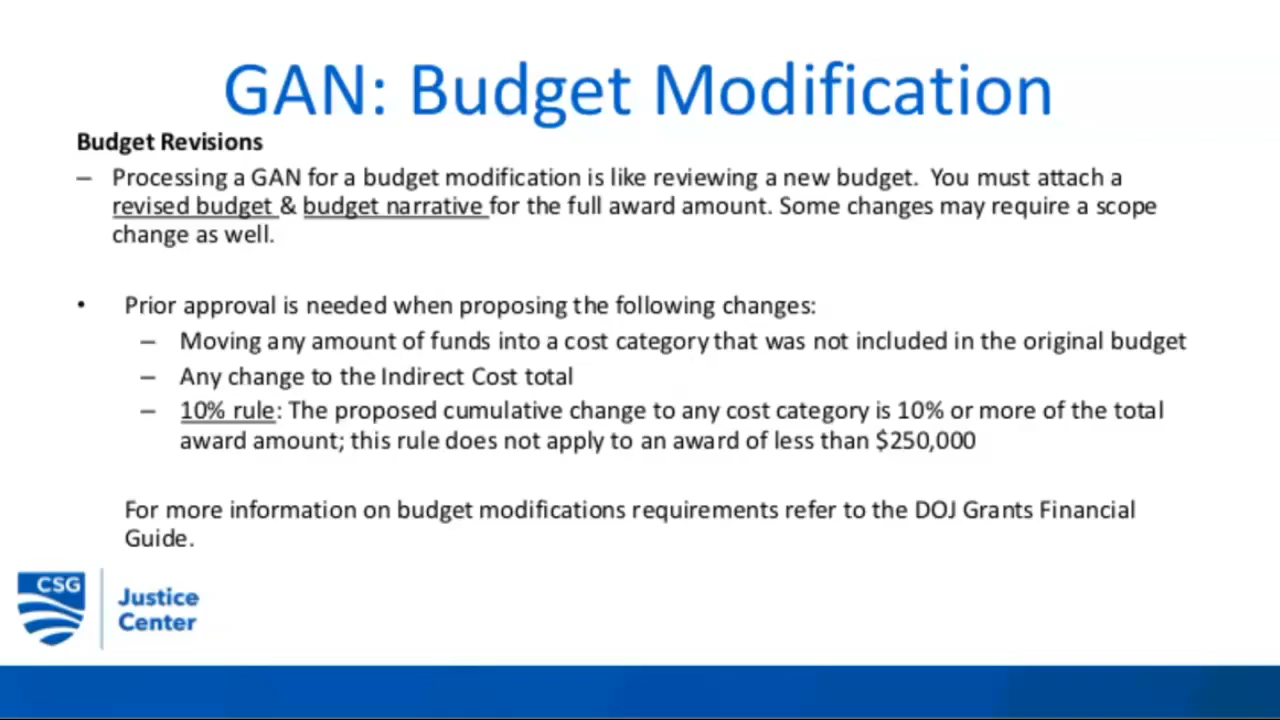 GAN: Budget Modification
Budget Revisions
– Processing a GAN for a budget modification is like reviewing a new budget. You must attach a
revised budget & budget narrative for the full award amount. Some changes may require a scope
change as well.
• Prior approval is needed when proposing the following changes:
– Moving any amount of funds into a cost category that was not included in the original budget
– Any change to the Indirect Cost total
– 10% rule: The proposed cumulative change to any cost category is 10% or more of the total
award amount; this rule does not apply to an award of less than $250,000
For more information on budget modifications requirements refer to the DOJ Grants Financial
Guide.
CSG
Justice
Center